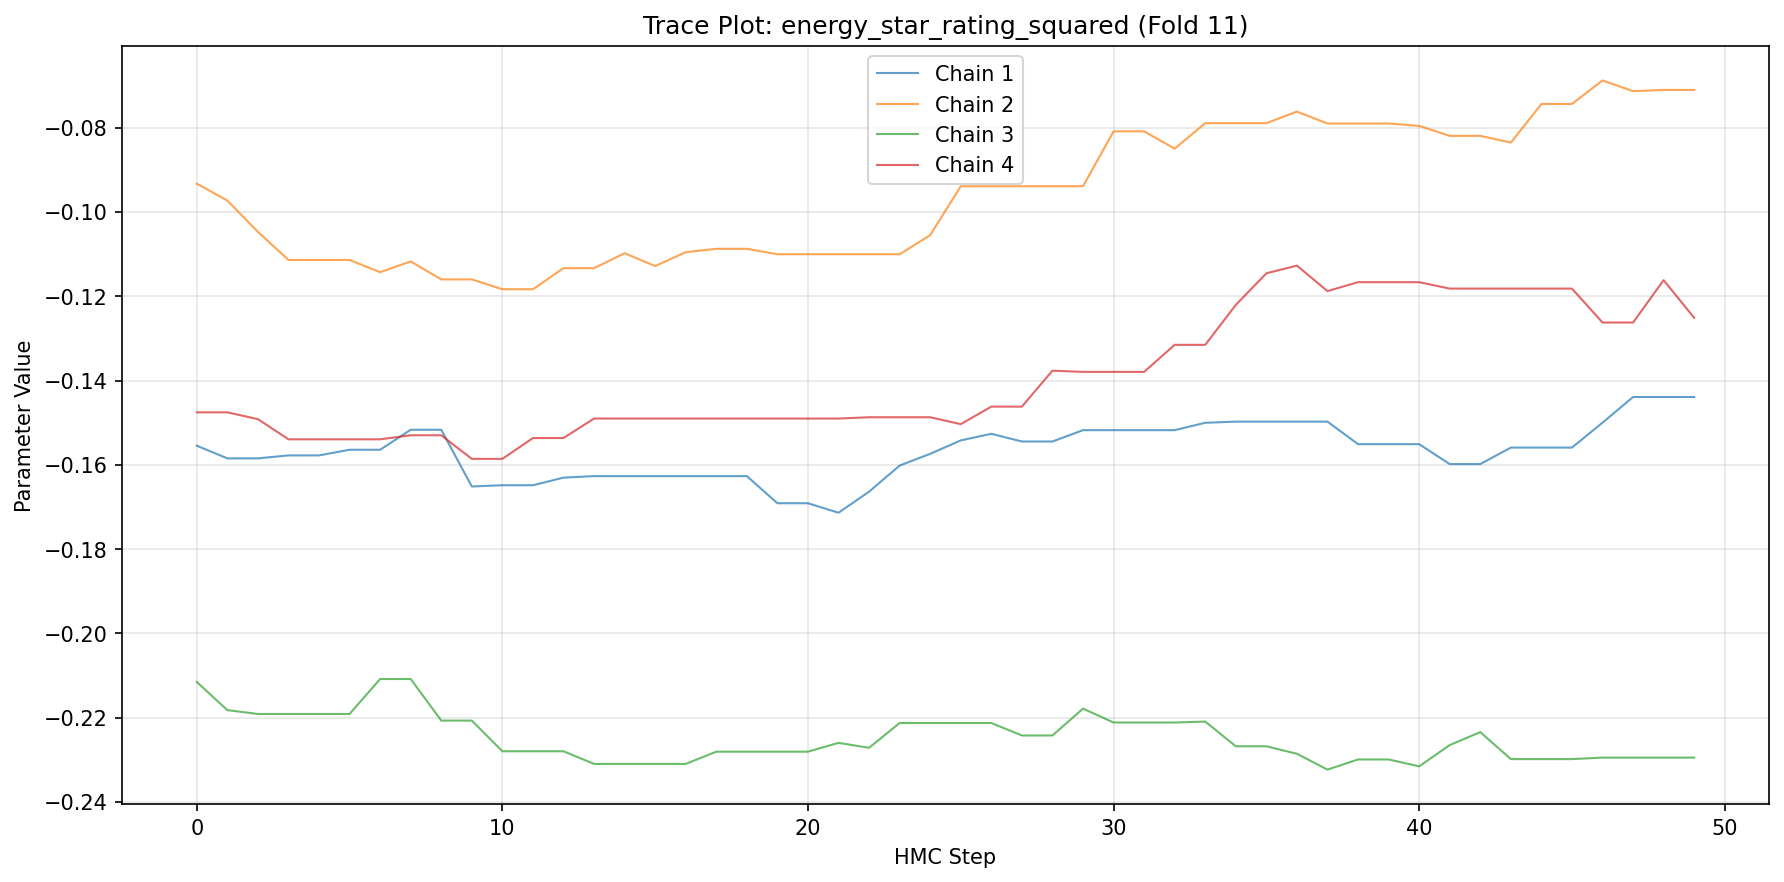 Trace Plot: energy_star_rating_squared (Fold 11)
Chain 1
Chain 2
Chain 3
Chain 4
Parameter Value
−0.08
−0.10
−0.12
−0.14
−0.16
−0.18
−0.20
−0.22
−0.24
0 10 20 30 40 50
HMC Step